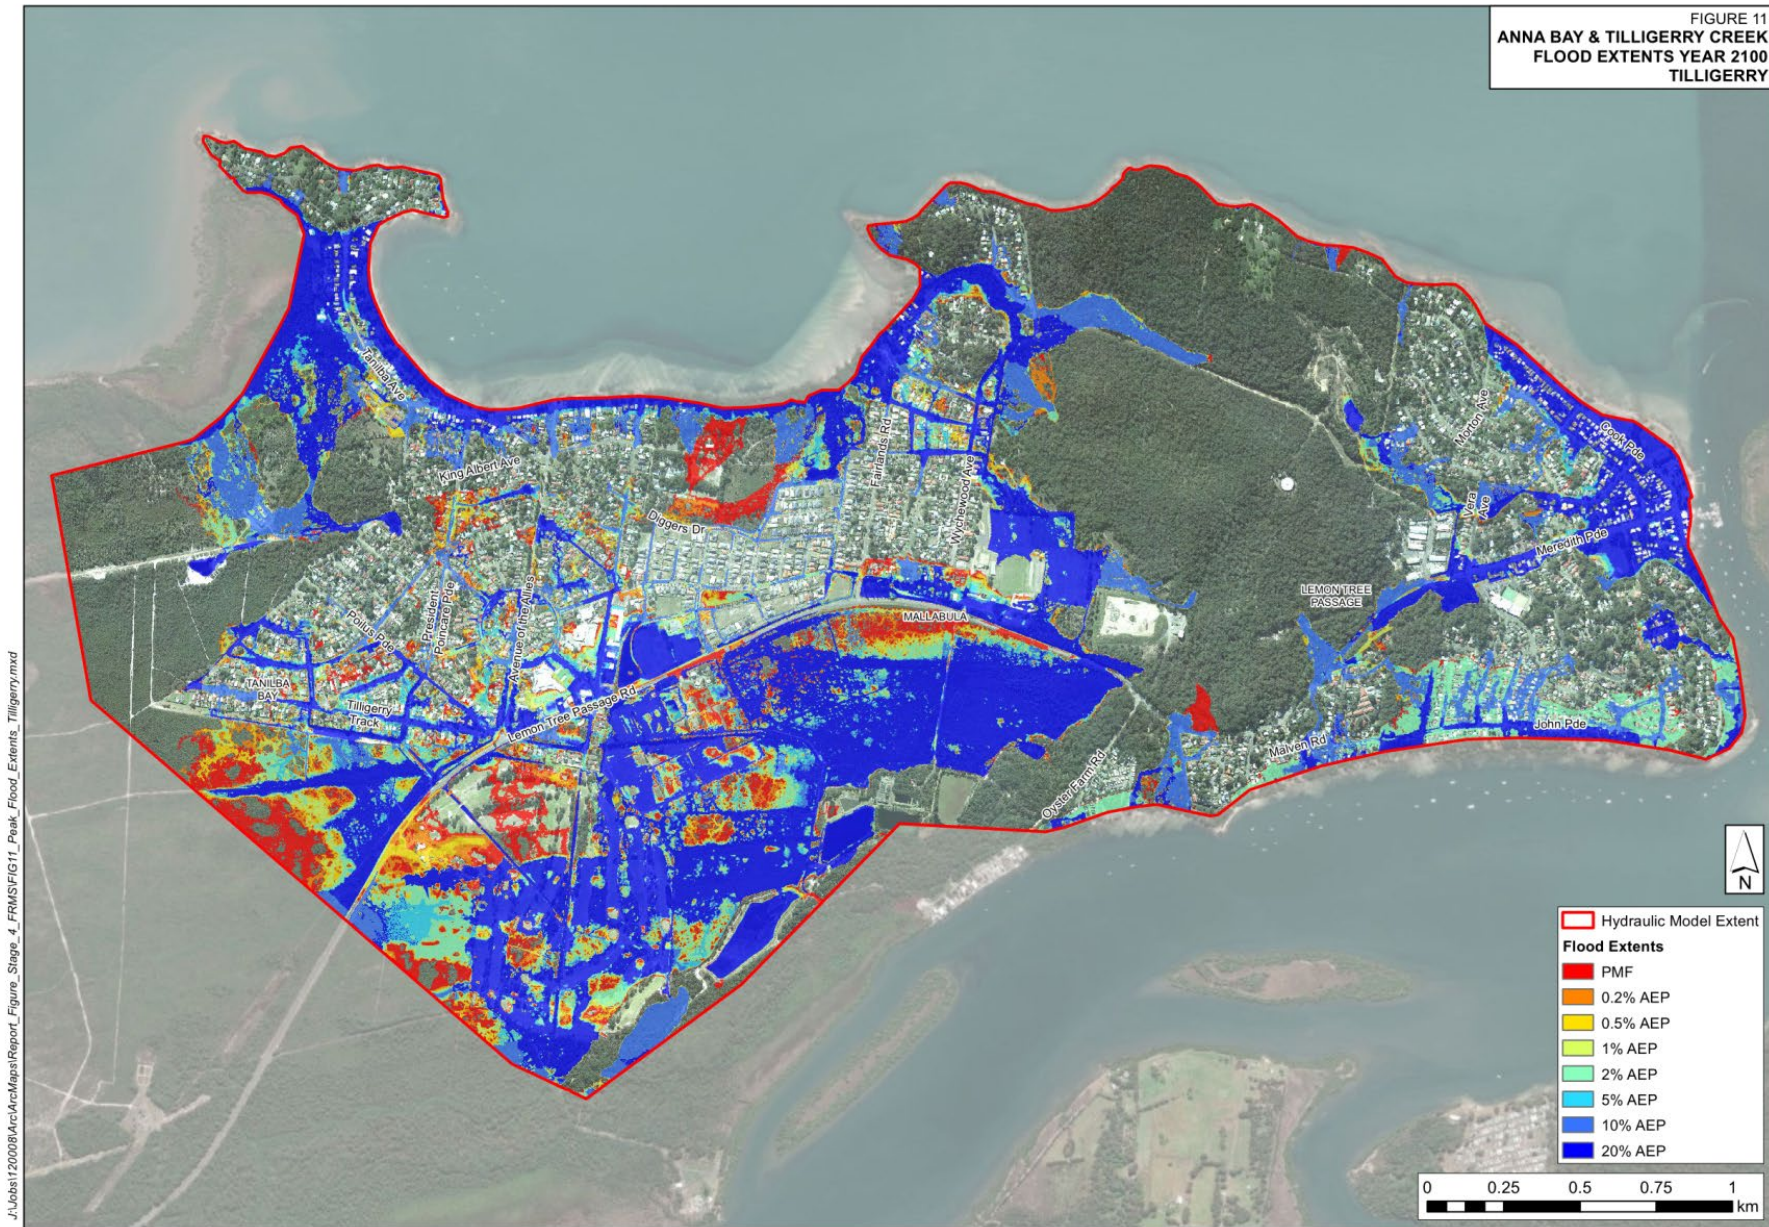 FIGURE 11
ANNA BAY & TILLIGERRY CREEK
FLOOD EXTENTS YEAR 2100
TILLIGERRY
Tanilba Ave
King Albert Ave
Fairlands Rd
Wychewood Ave
Diggers Dr
Morton Ave
Cook Pde
Vera
Ave
Meredith Pde
LEMON TREE
PASSAGE
MALLABULA
President
Poincare Pde
Avenue of the Allies
Poilus Pde
TANILBA
BAY
Tilligerry
Track
Lemon Tree Passage Rd
Oyster Farm Rd
Malven Rd
John Pde
N
Hydraulic Model Extent
Flood Extents
PMF
0.2% AEP
0.5% AEP
1% AEP
2% AEP
5% AEP
10% AEP
20% AEP
0 0.25 0.5 0.75 1
km
J:\Jobs\120008\Arc\ArcMaps\Report_Figure_Stage_4_FRMS\FIG11_Peak_Flood_Extents_Tilligerry.mxd